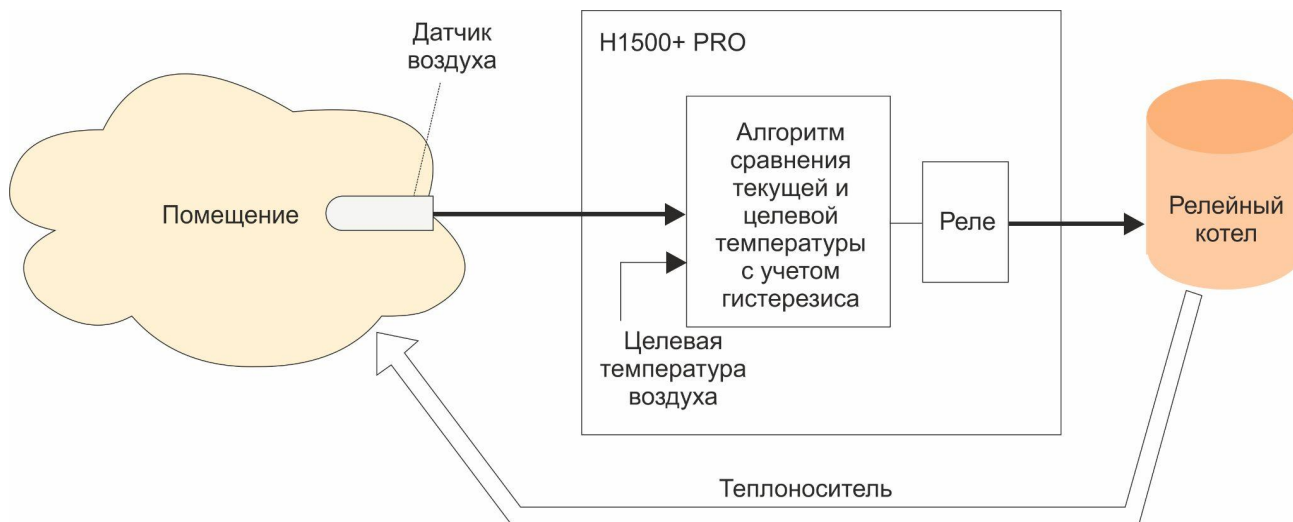 Датчик
воздуха
H1500+ PRO
Помещение
Алгоритм
сравнения
текущей и
целевой
температуры
с учетом
гистерезиса
Реле
Релейный
котел
Целевая
температура
воздуха
Теплоноситель